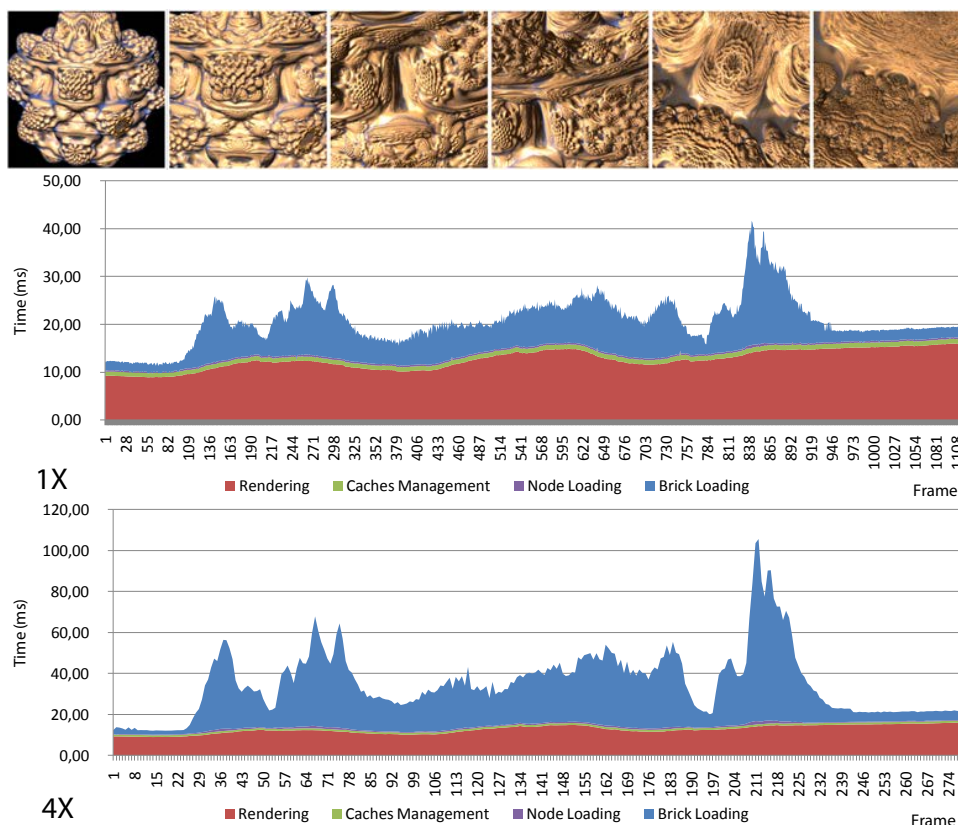 50,00
40,00
30,00
20,00
10,00
0,00
Time (ms)
1 28 55 82 109 136 163 190 217 244 271 298 325 352 379 406 433 460 487 514 541 568 595 622 649 676 703 730 757 784 811 838 865 892 919 946 973 1000 1027 1054 1081 1108
1X
Rendering Caches Management Node Loading Brick Loading
Frame
120,00
100,00
80,00
60,00
40,00
20,00
0,00
Time (ms)
1 8 15 22 29 36 43 50 57 64 71 78 85 92 99 106 113 120 127 134 141 148 155 162 169 176 183 190 197 204 211 218 225 232 239 246 253 260 267 274
4X
Rendering Caches Management Node Loading Brick Loading
Frame